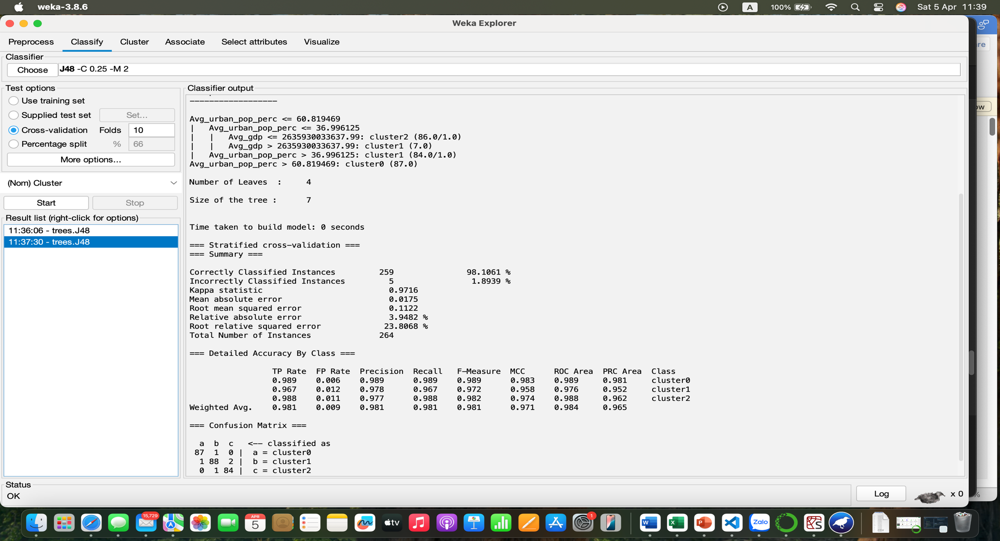 weka-3.8.6
A
100%
Sat 5 Apr 11:39
Weka Explorer
Preprocess Classify Cluster Associate Select attributes Visualize
Classifier
Choose J48 -C 0.25 -M 2
Test options
Use training set
Supplied test set Set...
Cross-validation Folds 10
Percentage split % 66
More options...
(Nom) Cluster
Start Stop
Result list (right-click for options)
11:36:06 - trees.J48
11:37:30 - trees.J48
Classifier output
------------------
Avg_urban_pop_perc <= 60.819469
|   Avg_urban_pop_perc <= 36.996125
|   |   Avg_gdp <= 2635930033637.99: cluster2 (86.0/1.0)
|   |   Avg_gdp > 2635930033637.99: cluster1 (7.0)
|   Avg_urban_pop_perc > 36.996125: cluster1 (84.0/1.0)
Avg_urban_pop_perc > 60.819469: cluster0 (87.0)
Number of Leaves  : 4
Size of the tree : 7
Time taken to build model: 0 seconds
=== Stratified cross-validation ===
=== Summary ===
Correctly Classified Instances 259 98.1061 %
Incorrectly Classified Instances 5 1.8939 %
Kappa statistic 0.9716
Mean absolute error 0.0175
Root mean squared error 0.1122
Relative absolute error 3.9482 %
Root relative squared error 23.8068 %
Total Number of Instances 264
=== Detailed Accuracy By Class ===
TP Rate FP Rate Precision Recall F-Measure MCC ROC Area PRC Area Class
0.989 0.006 0.989 0.989 0.989 0.983 0.989 0.981 cluster0
0.967 0.012 0.978 0.967 0.972 0.958 0.976 0.952 cluster1
0.988 0.011 0.977 0.988 0.982 0.974 0.988 0.962 cluster2
Weighted Avg. 0.981 0.009 0.981 0.981 0.981 0.971 0.984 0.965
=== Confusion Matrix ===
a b c <-- classified as
87 1 0 | a = cluster0
1 88 2 | b = cluster1
0 1 84 | c = cluster2
Status
OK
Log
x 0
re
ow
%
15,729
APR
5
tv
1
W
X
P
Zalo
CSV